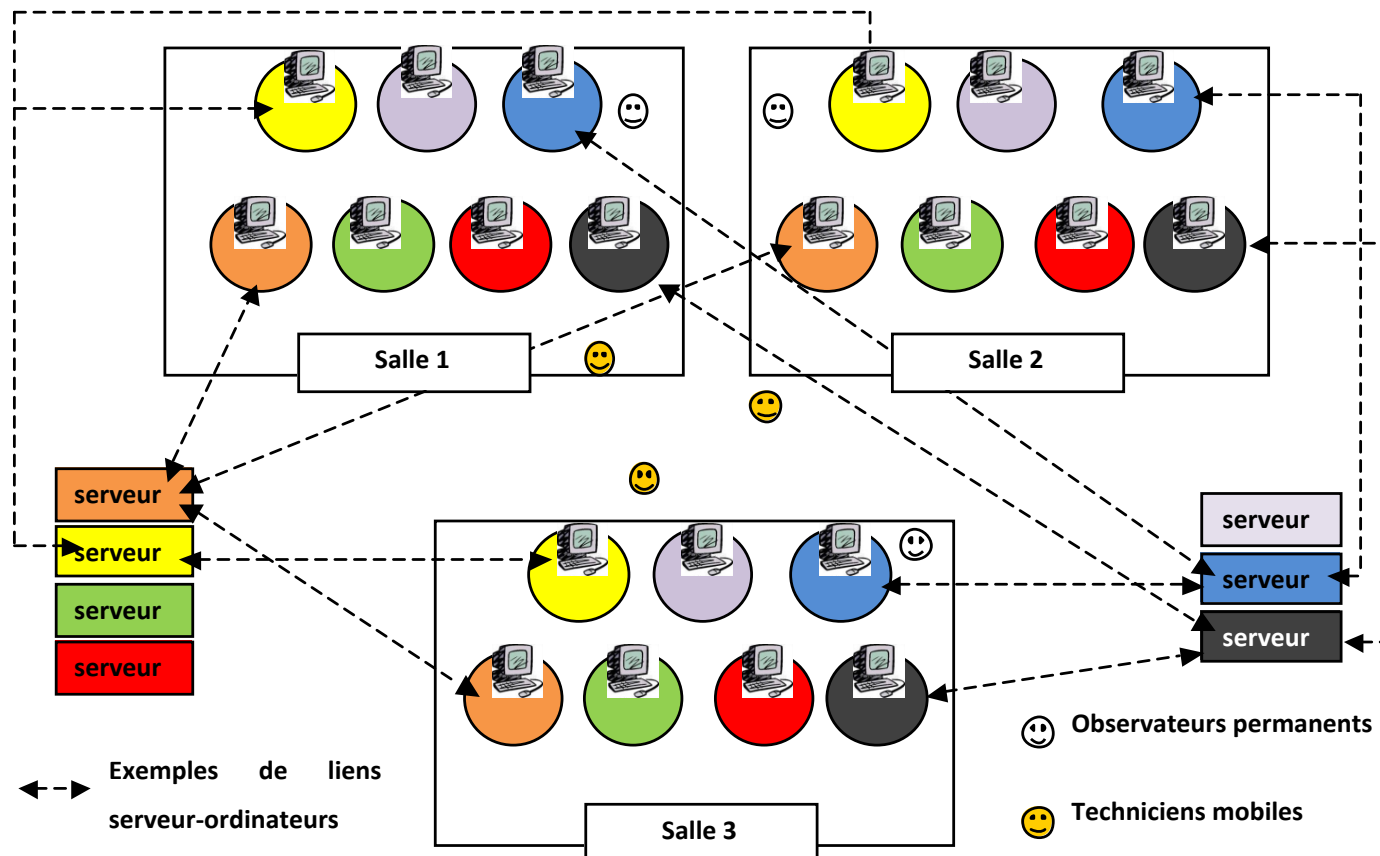 Salle 1
Salle 2
serveur
serveur
serveur
serveur
serveur
serveur
serveur
Observateurs permanents
Exemples de liens
serveur-ordinateurs
Techniciens mobiles
Salle 3